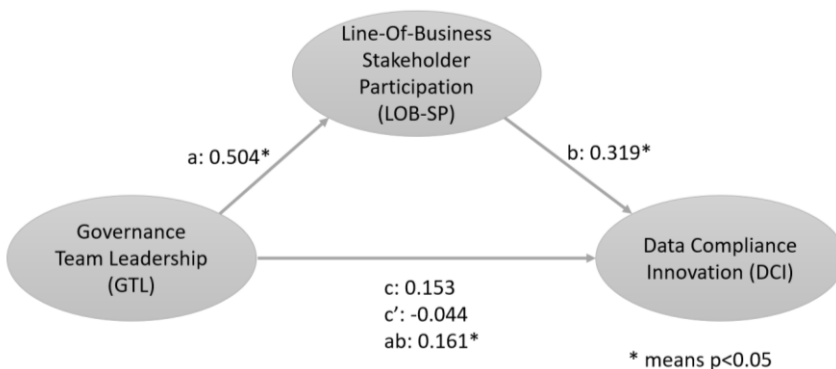 Line-Of-Business
Stakeholder
Participation
(LOB-SP)
a: 0.504*
b: 0.319*
Governance
Team Leadership
(GTL)
Data Compliance
Innovation (DCI)
c: 0.153
c’: -0.044
ab: 0.161*
* means p<0.05